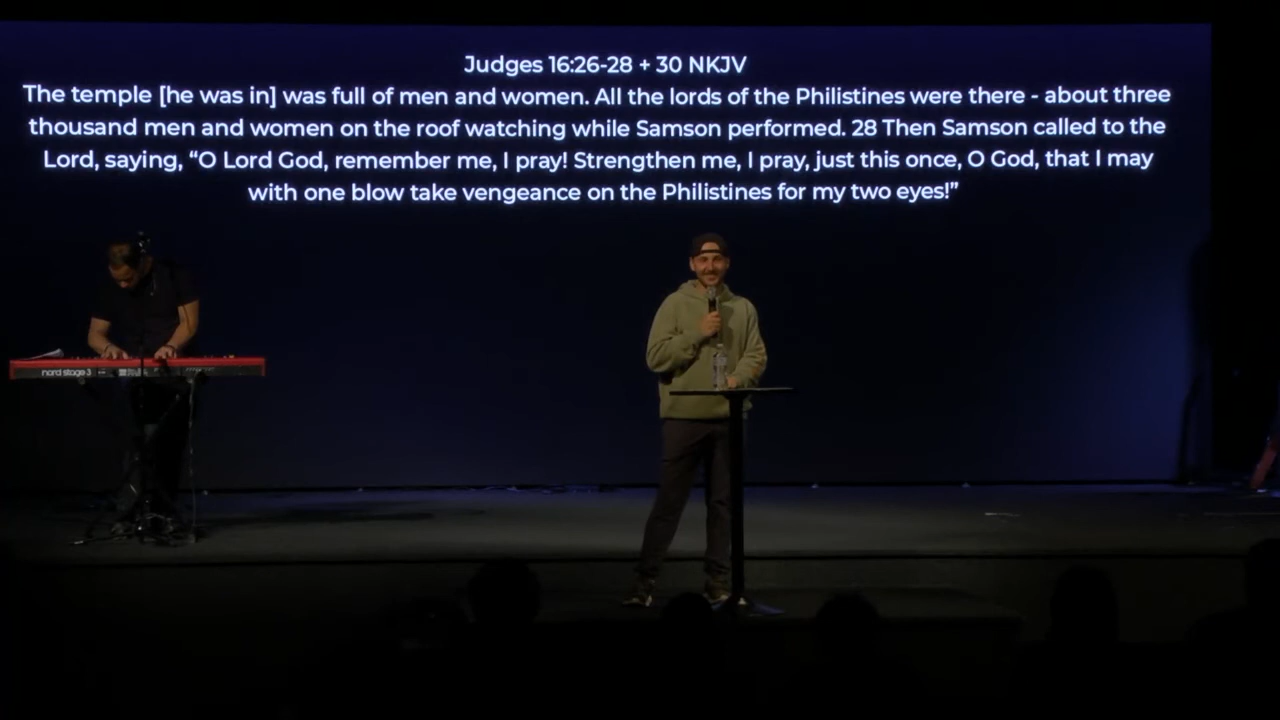 Judges 16:26-28 + 30 NKJV
The temple [he was in] was full of men and women. All the lords of the Philistines were there - about three
thousand men and women on the roof watching while Samson performed. 28 Then Samson called to the
Lord, saying, “O Lord God, remember me, I pray! Strengthen me, I pray, just this once, O God, that I may
with one blow take vengeance on the Philistines for my two eyes!”
nord stage 3